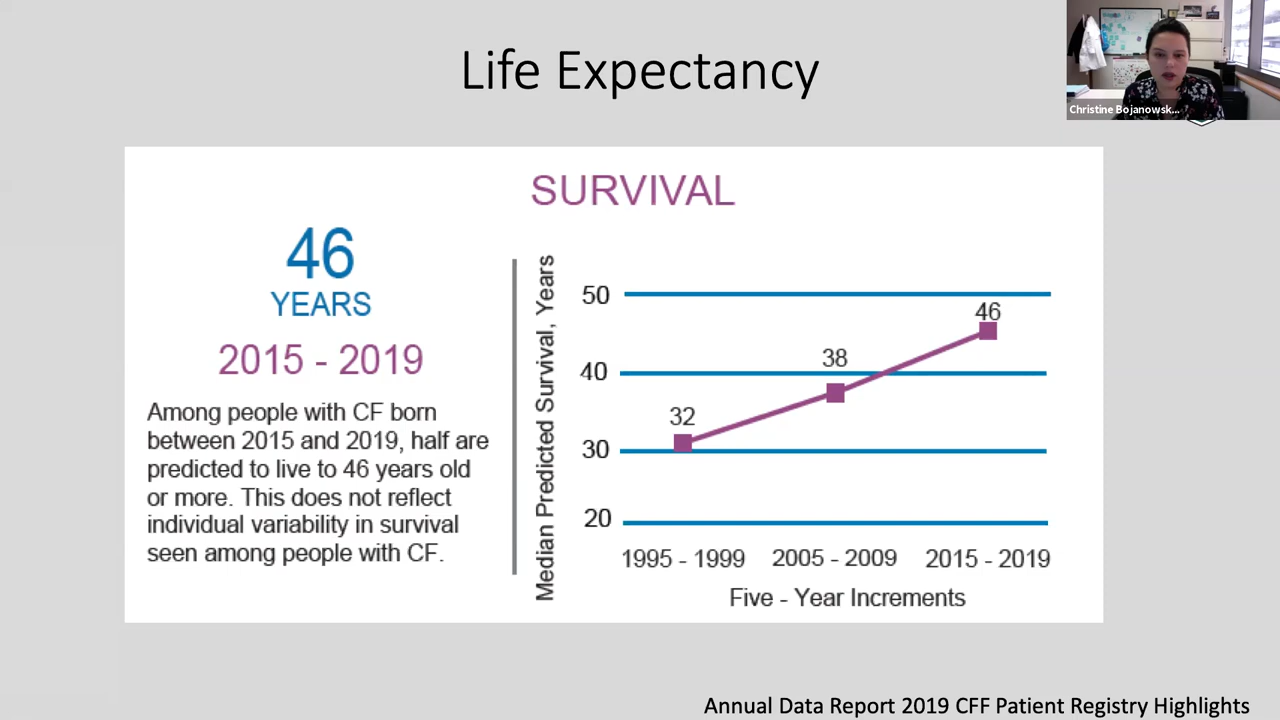 Life Expectancy
Christine Bojanowsk...
SURVIVAL
46
YEARS
2015 - 2019
Among people with CF born
between 2015 and 2019, half are
predicted to live to 46 years old
or more. This does not reflect
individual variability in survival
seen among people with CF.
Median Predicted Survival, Years
50
40
30
20
32
38
46
1995 - 1999
2005 - 2009
2015 - 2019
Five - Year Increments
Annual Data Report 2019 CFF Patient Registry Highlights